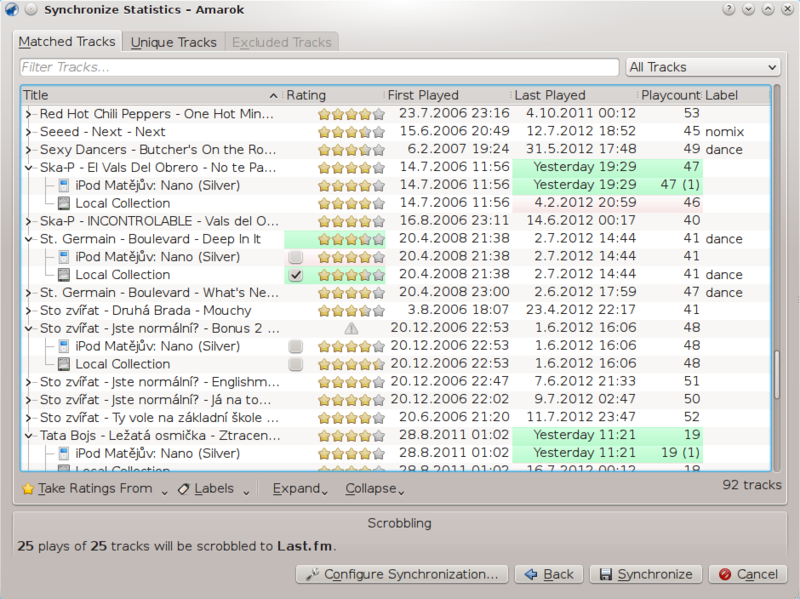 Synchronize Statistics – Amarok
Matched Tracks Unique Tracks Excluded Tracks
Filter Tracks... All Tracks
Title Rating First Played Last Played Playcount Label
Red Hot Chili Peppers - One Hot Min... 23.7.2006 23:16 4.10.2011 00:12 53
Seeed - Next - Next 15.6.2006 20:49 12.7.2012 18:52 45 nomix
Sexy Dancers - Butcher's On the Ro... 6.2.2007 19:24 31.5.2012 17:48 49 dance
Ska-P - El Vals Del Obrero - No te Pa... 14.7.2006 11:56 Yesterday 19:29 47
iPod Matějův: Nano (Silver) 14.7.2006 11:56 Yesterday 19:29 47 (1)
Local Collection 14.7.2006 11:56 4.2.2012 20:59 46
Ska-P - INCONTROLABLE - Vals del O... 16.8.2006 23:11 14.6.2012 00:17 40
St. Germain - Boulevard - Deep In It 20.4.2008 21:38 2.7.2012 14:44 41 dance
iPod Matějův: Nano (Silver) 20.4.2008 21:38 2.7.2012 14:44 41
Local Collection 20.4.2008 21:38 2.7.2012 14:44 41 dance
St. Germain - Boulevard - What's Ne... 20.4.2008 23:00 2.6.2012 17:59 47 dance
Sto zvířat - Druhá Brada - Mouchy 3.8.2006 18:07 23.4.2012 22:17 41
Sto zvířat - Jste normální? - Bonus 2 ... 20.12.2006 22:53 1.6.2012 16:06 48
iPod Matějův: Nano (Silver) 20.12.2006 22:53 1.6.2012 16:06 48
Local Collection 20.12.2006 22:53 1.6.2012 16:06 48
Sto zvířat - Jste normální? - Englishm... 20.12.2006 22:47 7.6.2012 21:33 51
Sto zvířat - Jste normální? - Já na to... 20.12.2006 22:02 9.7.2012 02:47 50
Sto zvířat - Ty vole na základní škole ... 20.6.2006 21:20 11.7.2012 23:47 52
Tata Bojs - Ležatá osmička - Ztracen... 28.8.2011 01:02 Yesterday 11:21 19
iPod Matějův: Nano (Silver) 28.8.2011 01:02 Yesterday 11:21 19 (1)
Local Collection 28.8.2011 01:02 16.7.2012 00:12 18
Take Ratings From Labels Expand Collapse 92 tracks
Scrobbling
25 plays of 25 tracks will be scrobbled to Last.fm.
Configure Synchronization... Back Synchronize Cancel